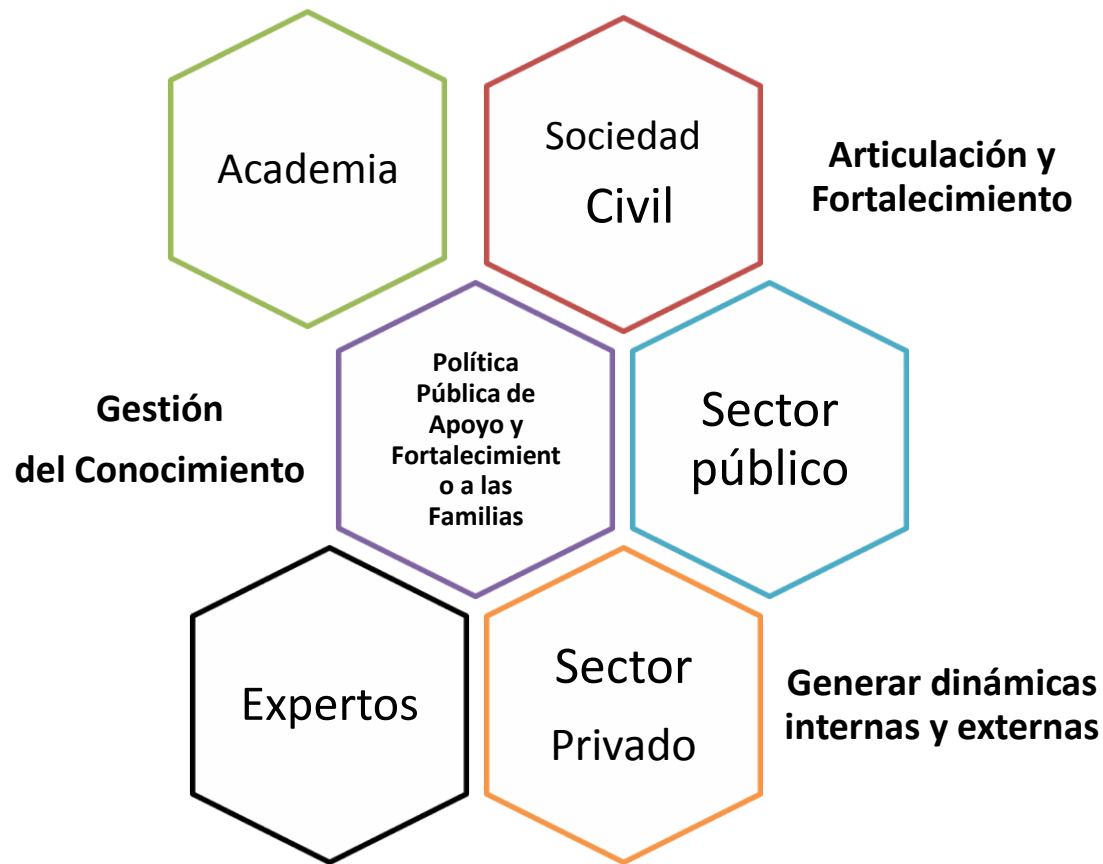 Academia
Sociedad
Civil
Articulación y
Fortalecimiento
Gestión
del Conocimiento
Política
Pública de
Apoyo y
Fortalecimient
o a las
Familias
Sector
público
Expertos
Sector
Privado
Generar dinámicas
internas y externas